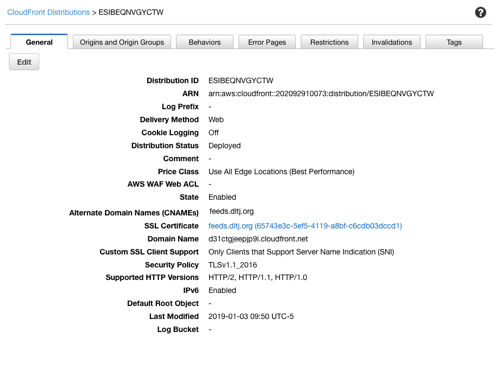 CloudFront Distributions > ESIBEQNVGYCTW
?
General Origins and Origin Groups Behaviors Error Pages Restrictions Invalidations Tags
Edit
Distribution ID ESIBEQNVGYCTW
ARN arn:aws:cloudfront::202092910073:distribution/ESIBEQNVGYCTW
Log Prefix -
Delivery Method Web
Cookie Logging Off
Distribution Status Deployed
Comment -
Price Class Use All Edge Locations (Best Performance)
AWS WAF Web ACL -
State Enabled
Alternate Domain Names (CNAMEs) feeds.dltj.org
SSL Certificate feeds.dltj.org (65743e3c-5ef5-4119-a8bf-c6cdb03dccd1)
Domain Name d31ctgjeepjp9l.cloudfront.net
Custom SSL Client Support Only Clients that Support Server Name Indication (SNI)
Security Policy TLSv1.1_2016
Supported HTTP Versions HTTP/2, HTTP/1.1, HTTP/1.0
IPv6 Enabled
Default Root Object -
Last Modified 2019-01-03 09:50 UTC-5
Log Bucket -